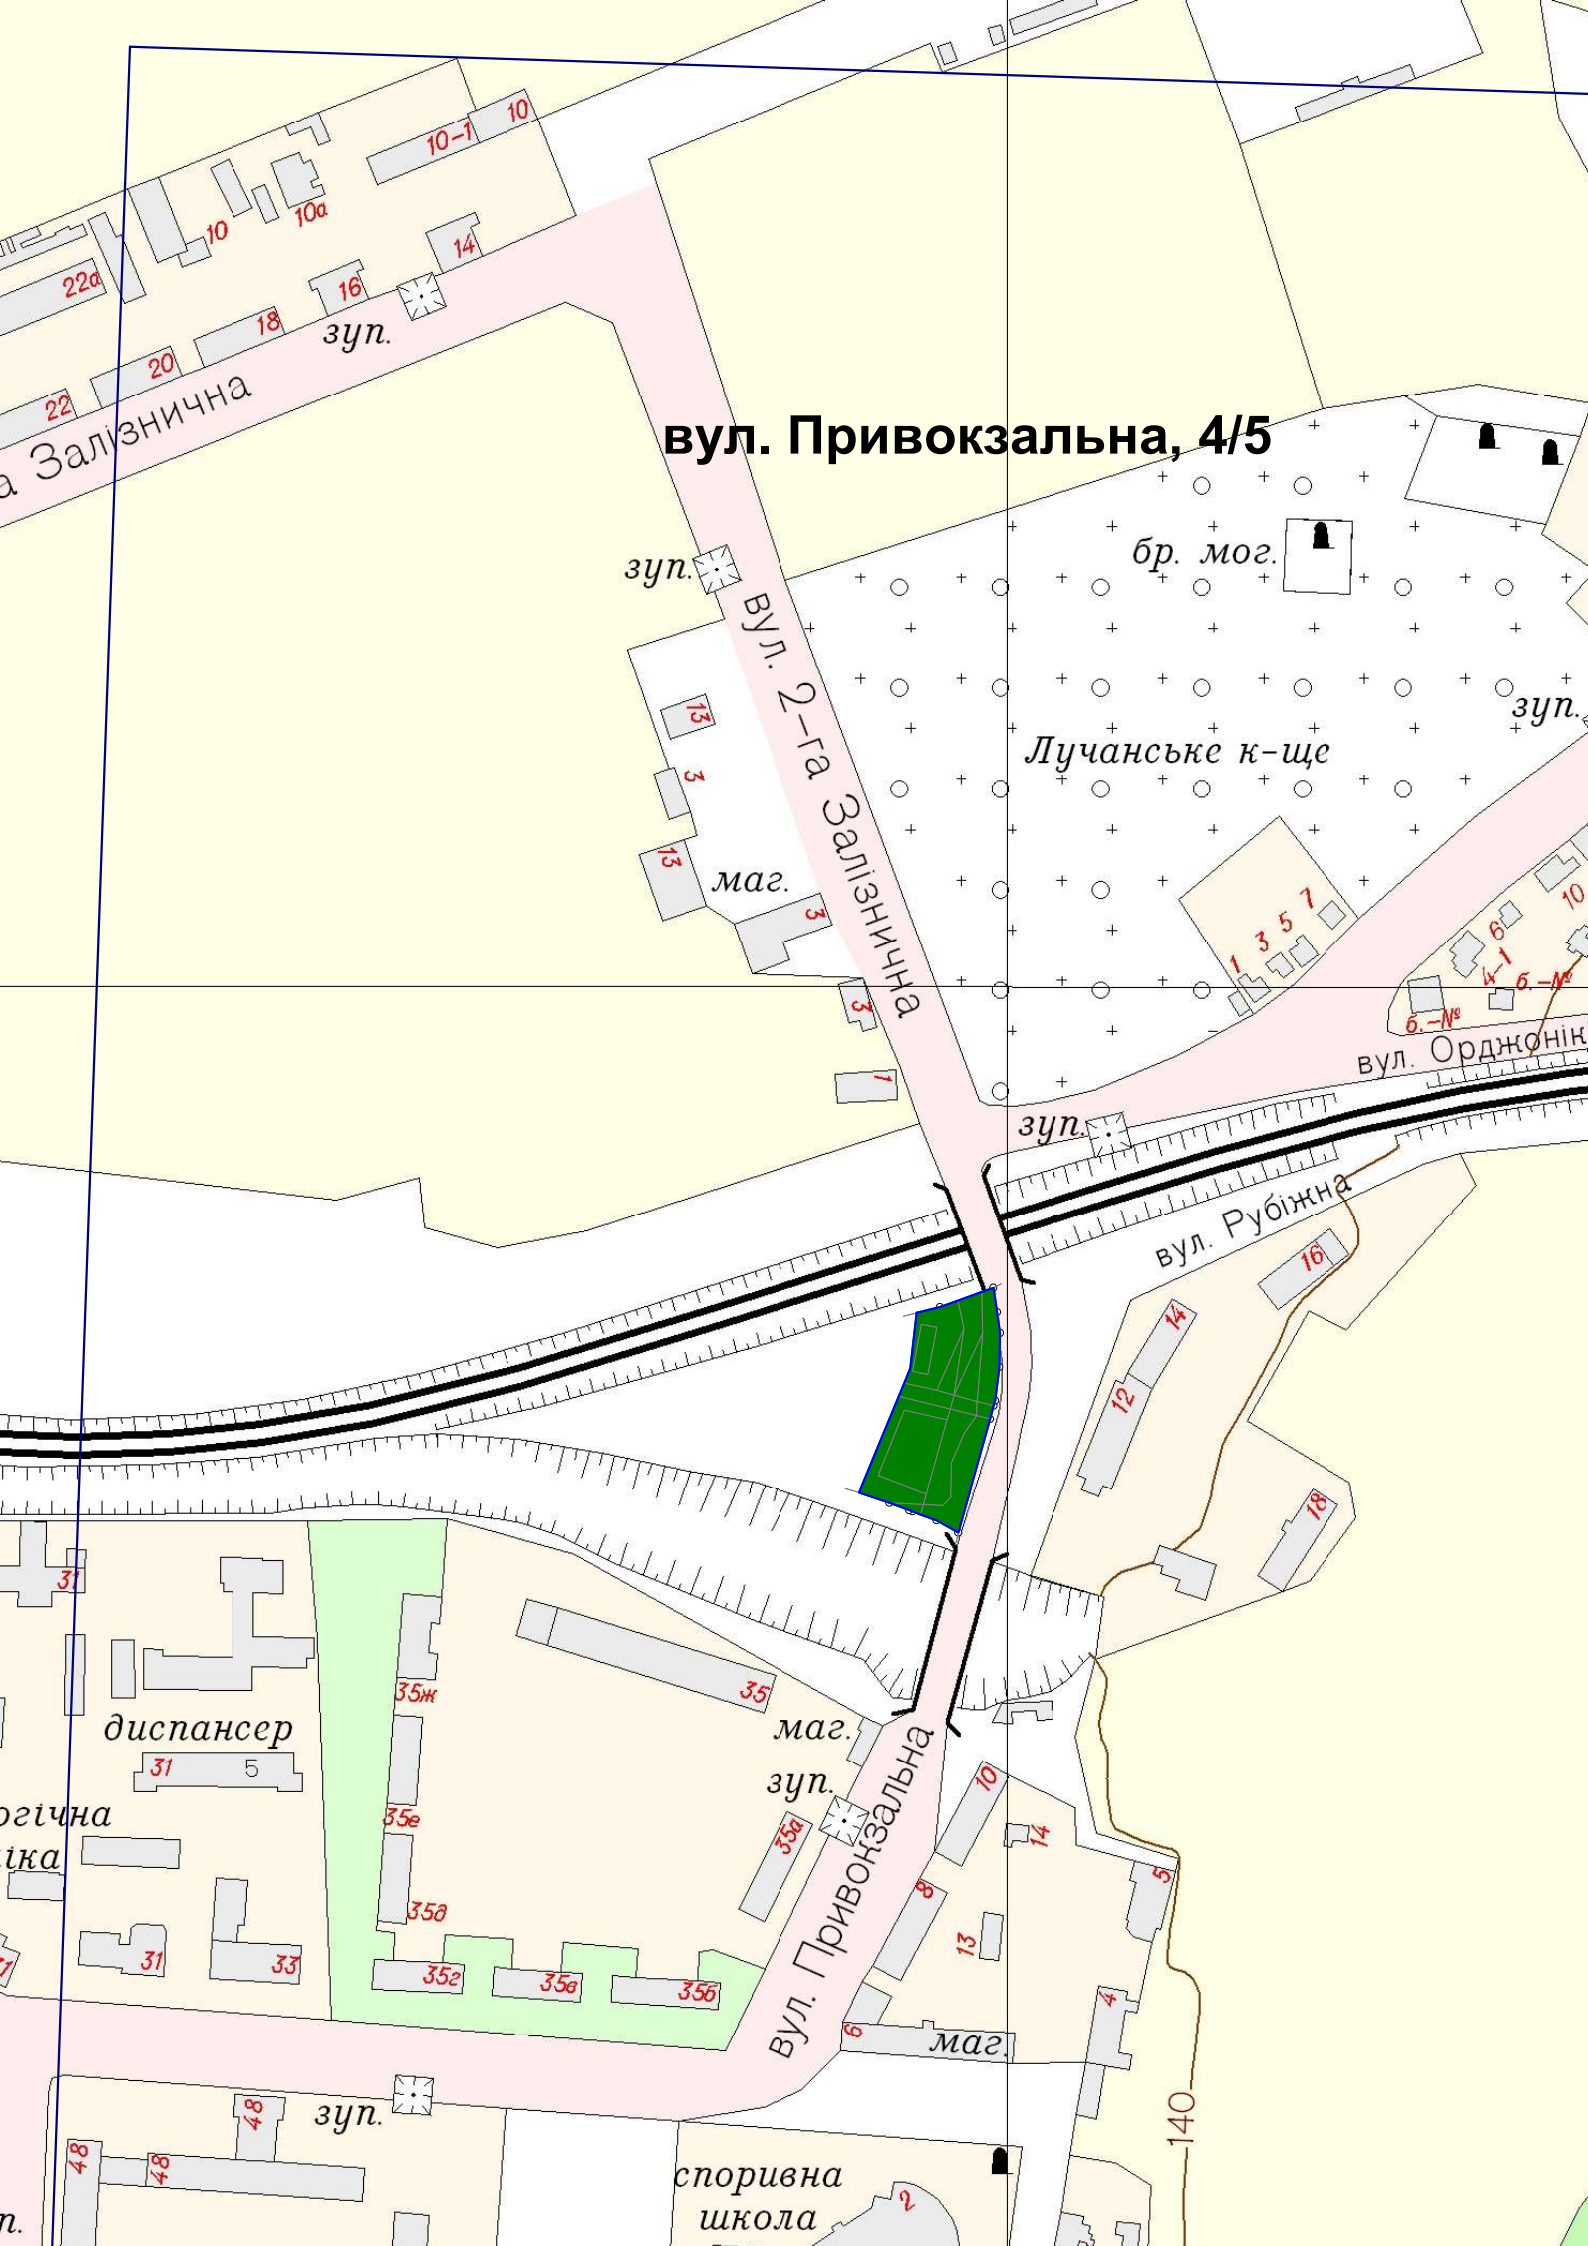 10
10-1
10
10а
14
16
22а
18
зуп.
20
22
а Залізнична
вул. Привокзальна, 4/5
бр. мог.
зуп.
вул. 2-га Залізнична
13
зуп.
Лучанське к-ще
3
13
маг.
3
7
5
3
1
10
6
4-1
б.-№
б.-№
3
вул. Орджонік
1
зуп.
вул. Рубіжна
16
14
12
18
31
35ж
35
диспансер
маг.
31
5
зуп.
10
огічна
35е
35а
14
іка
вул. Привокзальна
5
8
35д
13
31
33
35г
35в
35б
4
6
маг.
зуп.
48
48
48
140
споривна
школа
2
п.